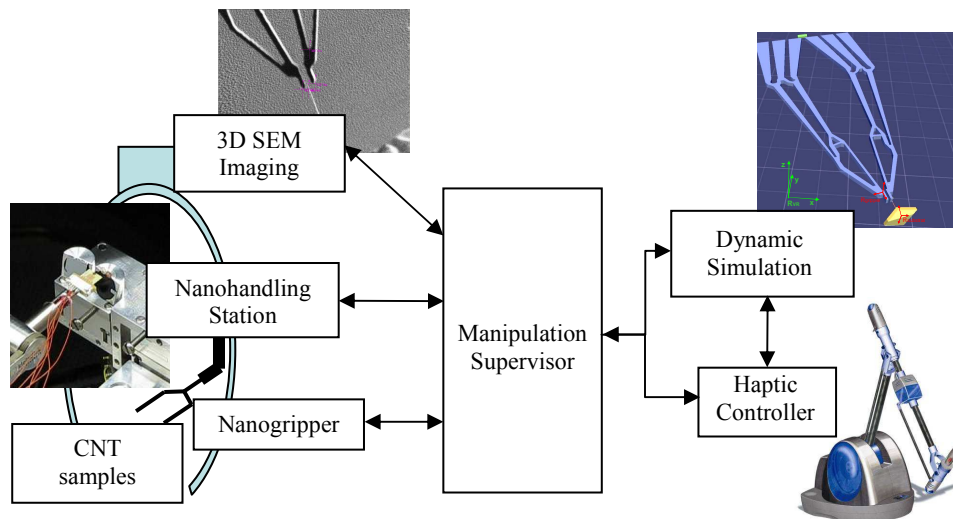 3D SEM
Imaging
Nanohandling
Station
Nanogripper
CNT
samples
Manipulation
Supervisor
Dynamic
Simulation
Haptic
Controller
z
y
x